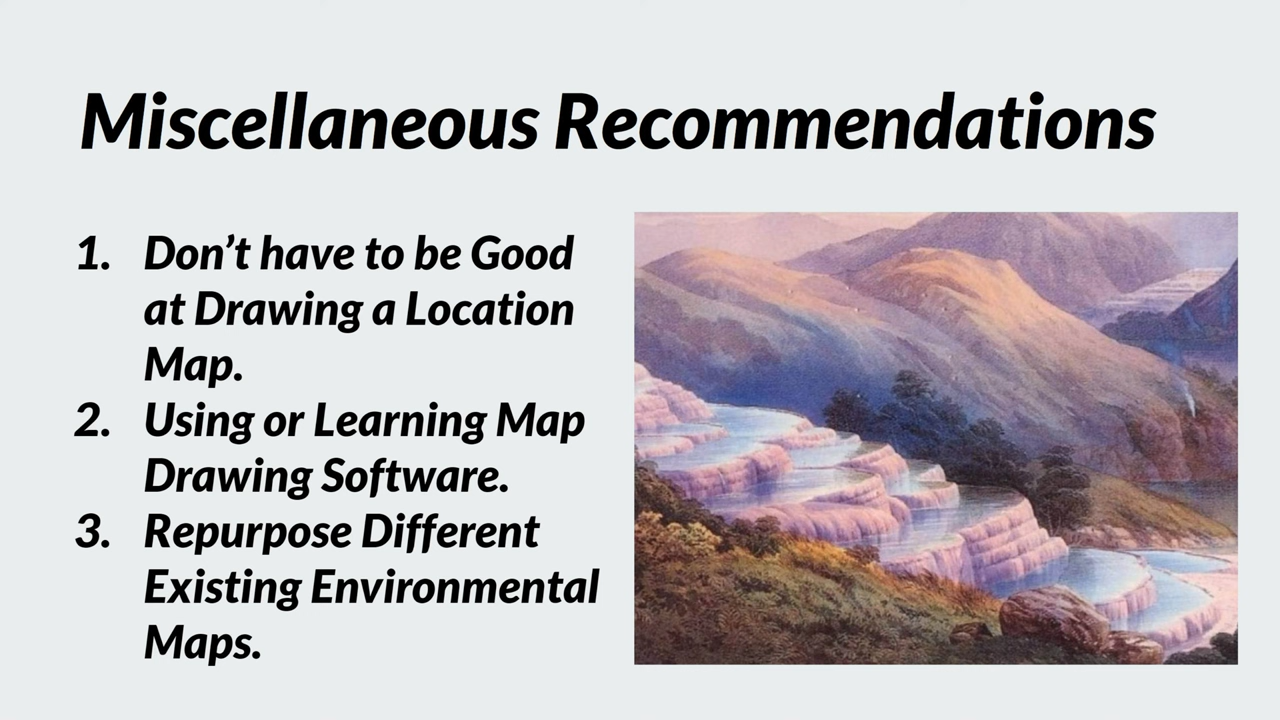 Miscellaneous Recommendations
1. Don’t have to be Good
at Drawing a Location
Map.
2. Using or Learning Map
Drawing Software.
3. Repurpose Different
Existing Environmental
Maps.